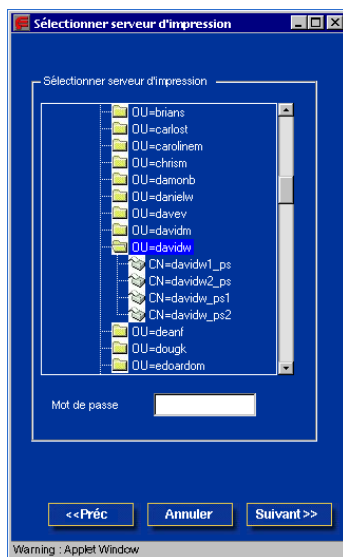 Sélectionner serveur d'impression
Sélectionner serveur d'impression
OU=brians
OU=carlost
OU=carolinem
OU=chrism
OU=damonb
OU=danielw
OU=davev
OU=davidm
OU=davidw
CN=davidw1_ps
CN=davidw2_ps
CN=davidw_ps1
CN=davidw_ps2
OU=deanf
OU=dougk
OU=edoardom
Mot de passe
<<Préc Annuler Suivant>>
Warning : Applet Window